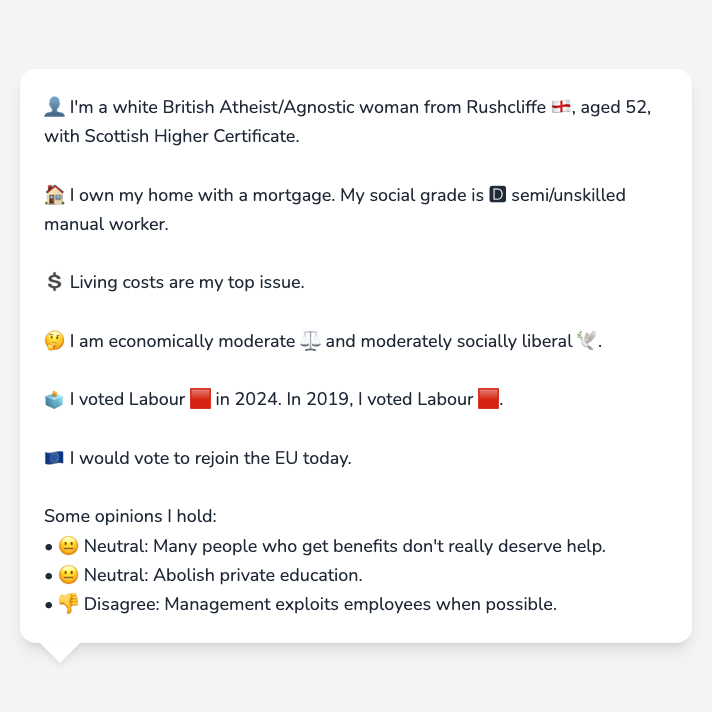 👤 I'm a white British Atheist/Agnostic woman from Rushcliffe 🏴󠁧󠁢󠁥󠁮󠁧󠁿, aged 52,
with Scottish Higher Certificate.
🏠 I own my home with a mortgage. My social grade is 🅳 semi/unskilled
manual worker.
💲 Living costs are my top issue.
🤔 I am economically moderate ⚖️ and moderately socially liberal 🕊️.
🗳️ I voted Labour 🟥 in 2024. In 2019, I voted Labour 🟥.
🇪🇺 I would vote to rejoin the EU today.
Some opinions I hold:
• 😐 Neutral: Many people who get benefits don't really deserve help.
• 😐 Neutral: Abolish private education.
• 👎 Disagree: Management exploits employees when possible.